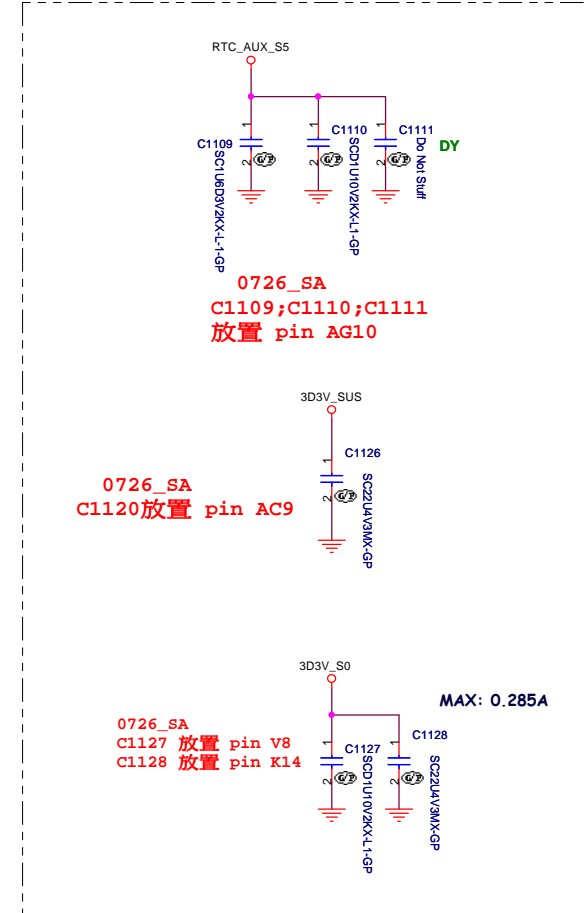 RTC_AUX_S5
1
1
1
C1109
C1110
C1111
DY
2
2
2
G/P
G/P
G/P
SC1U6D3V2KX-L-1-GP
SCD1U10V2KX-L1-GP
Do Not Stuff
0726_SA
C1109;C1110;C1111
放置 pin AG10
3D3V_SUS
1
C1126
2
G/P
SC22U4V3MX-GP
0726_SA
C1120放置 pin AC9
3D3V_S0
MAX: 0.285A
0726_SA
C1127 放置 pin V8
C1128 放置 pin K14
1
1
C1127
C1128
2
2
G/P
G/P
SCD1U10V2KX-L1-GP
SC22U4V3MX-GP